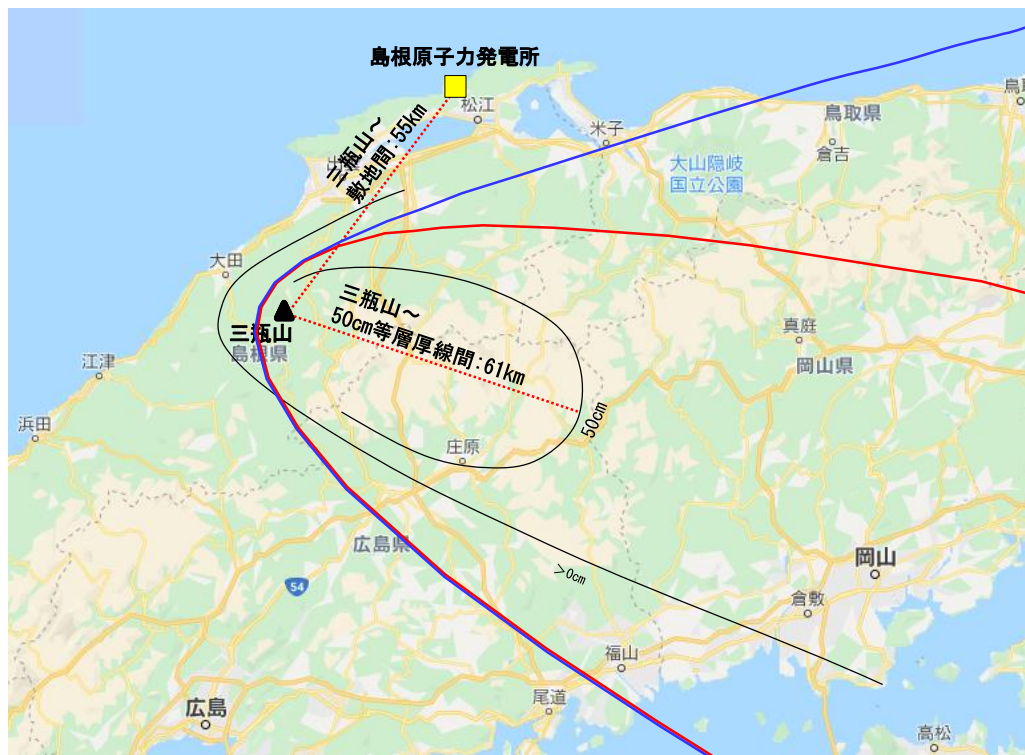 島根原子力発電所
松江
三瓶山～
敷地間：55km
米子
鳥取県
倉吉
大山隠岐
国立公園
大田
三瓶山～
50cm等層厚線間：61km
三瓶山
島根県
真庭
岡山県
江津
50cm
浜田
庄原
広島県
>0cm
岡山
54
倉敷
福山
尾道
広島
高松